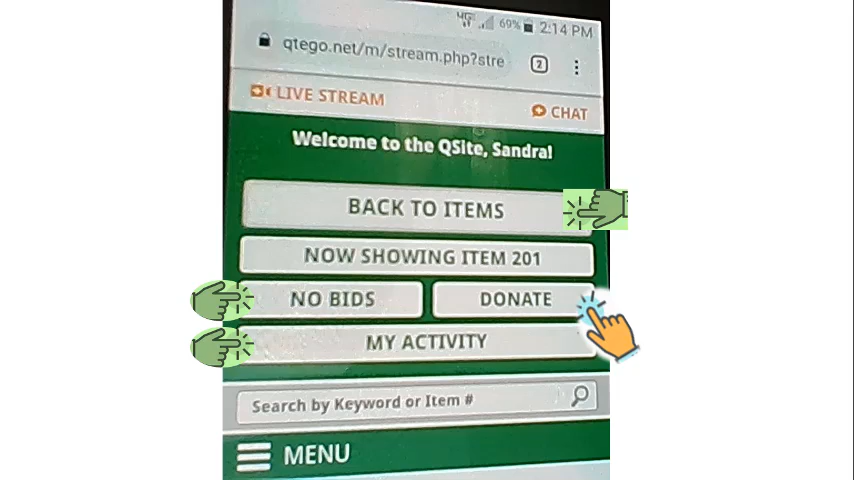 4G 69% 2:14 PM
qtego.net/m/stream.php?stre 2
LIVE STREAM
CHAT
Welcome to the QSite, Sandra!
BACK TO ITEMS
NOW SHOWING ITEM 201
NO BIDS DONATE
MY ACTIVITY
Search by Keyword or Item #
MENU